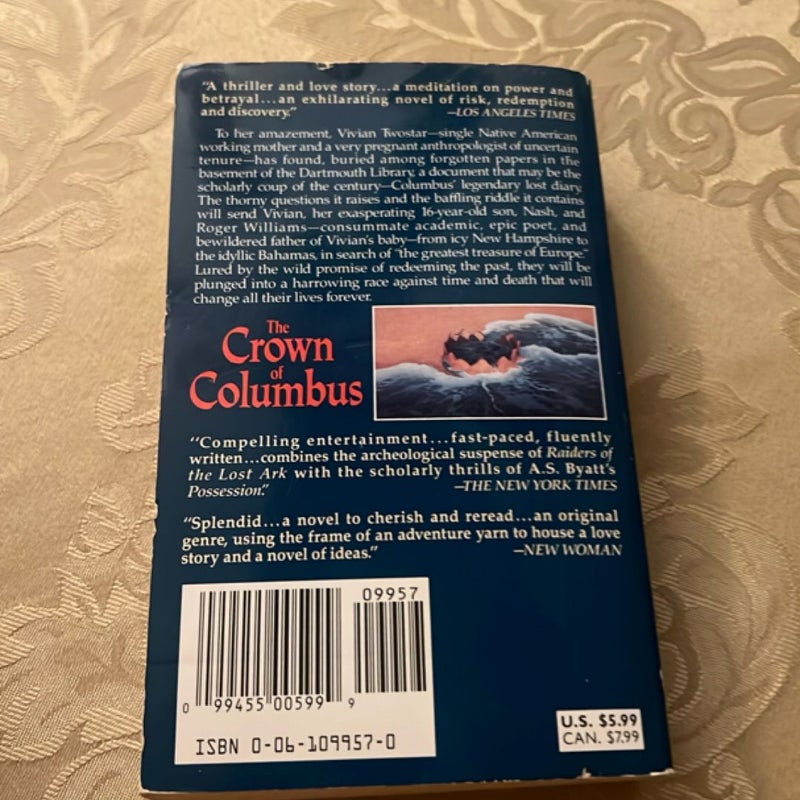 "A thriller and love story...a meditation on power and
betrayal...an exhilarating novel of risk, redemption
and discovery." —LOS ANGELES TIMES
To her amazement, Vivian Twostar—single Native American
working mother and a very pregnant anthropologist of uncertain
tenure—has found, buried among forgotten papers in the
basement of the Dartmouth Library, a document that may be the
scholarly coup of the century—Columbus' legendary lost diary.
The thorny questions it raises and the baffling riddle it contains
will send Vivian, her exasperating 16-year-old son, Nash, and
Roger Williams—consummate academic, epic poet, and
bewildered father of Vivian's baby—from icy New Hampshire to
the idyllic Bahamas, in search of "the greatest treasure of Europe."
Lured by the wild promise of redeeming the past, they will be
plunged into a harrowing race against time and death that will
change all their lives forever.
The
Crown
of
Columbus
"Compelling entertainment...fast-paced, fluently
written...combines the archeological suspense of Raiders of
the Lost Ark with the scholarly thrills of A.S. Byatt's
Possession." —THE NEW YORK TIMES
"Splendid...a novel to cherish and reread...an original
genre, using the frame of an adventure yarn to house a love
story and a novel of ideas." —NEW WOMAN
09957
0 99455 00599 9
ISBN 0-06-109957-0
U.S. $5.99
CAN. $7.99